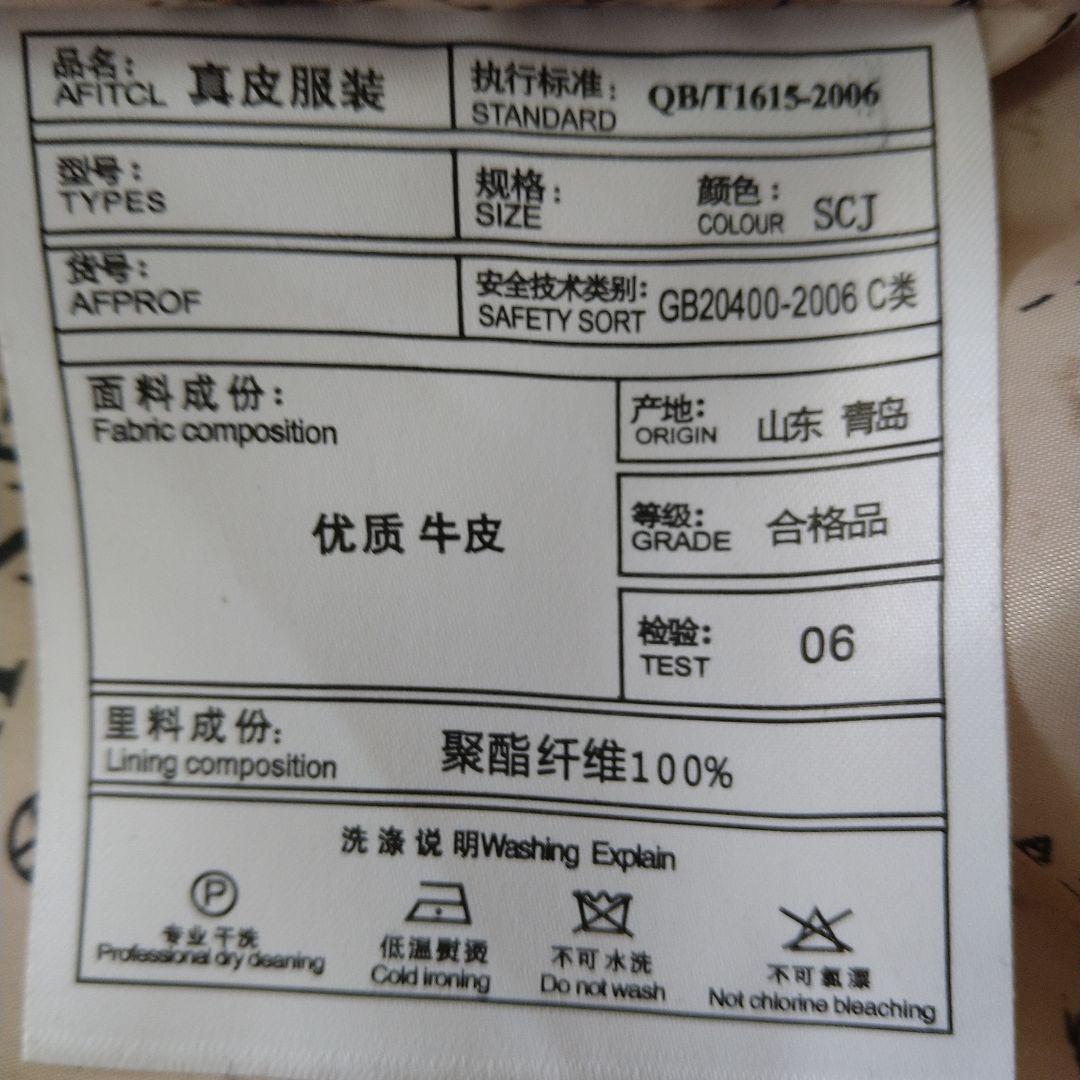 品名: 真皮服装
AFITCL
执行标准: QB/T1615-2006
STANDARD
型号:
TYPES
规格:
SIZE
颜色: SCJ
COLOUR
货号:
AFPROF
安全技术类别: GB20400-2006 C类
SAFETY SORT
面料成份:
Fabric composition
优质 牛皮
产地: 山东 青岛
ORIGIN
等级: 合格品
GRADE
检验: 06
TEST
里料成份: 聚酯纤维100%
Lining composition
洗涤说明Washing Explain
P
专业干洗
Professional dry deaning
低温熨烫
Cold ironing
不可水洗
Do not wash
不可氯漂
Not chlorine bleaching